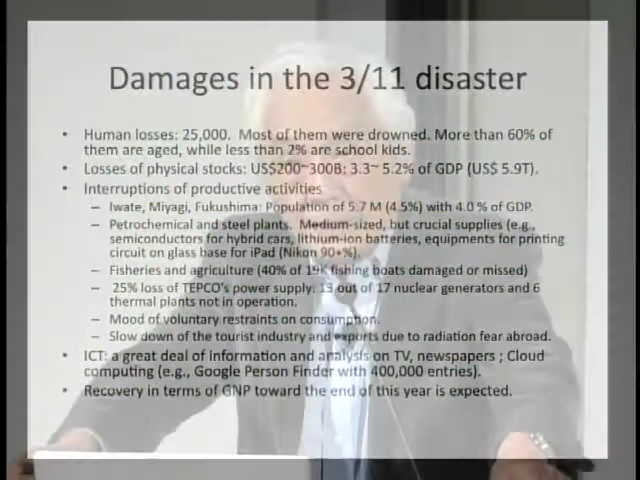 Damages in the 3/11 disaster
• Human losses: 25,000. Most of them were drowned. More than 60% of
them are aged, while less than 2% are school kids.
• Losses of physical stocks: US$200~300B: 3.3~ 5.2% of GDP (US$ 5.9T).
• Interruptions of productive activities
– Iwate, Miyagi, Fukushima: Population of 5.7 M (4.5%) with 4.0 % of GDP.
– Petrochemical and steel plants. Medium-sized, but crucial supplies (e.g.,
semiconductors for hybrid cars, lithium-ion batteries, equipments for printing
circuit on glass base for iPad (Nikon 90+%).
– Fisheries and agriculture (40% of 19K fishing boats damaged or missed)
– 25% loss of TEPCO's power supply: 13 out of 17 nuclear generators and 6
thermal plants not in operation.
– Mood of voluntary restraints on consumption.
– Slow down of the tourist industry and exports due to radiation fear abroad.
• ICT: a great deal of information and analysis on TV, newspapers ; Cloud
computing (e.g., Google Person Finder with 400,000 entries).
• Recovery in terms of GNP toward the end of this year is expected.